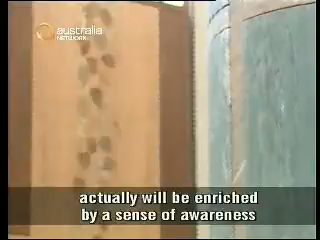 australia
NETWORK
actually will be enriched
by a sense of awareness